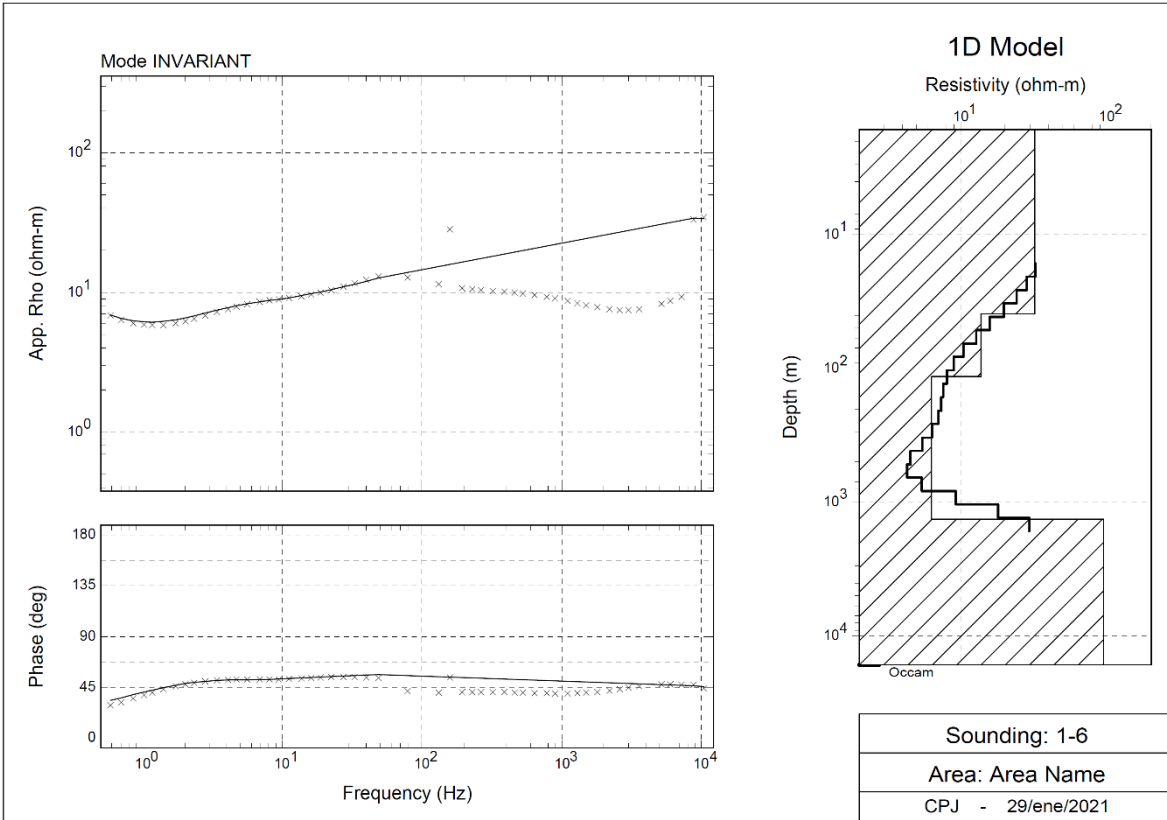 Mode INVARIANT
App. Rho (ohm-m)
10²
10¹
10⁰
Phase (deg)
180
135
90
45
0
10⁰ 10¹ 10² 10³ 10⁴
Frequency (Hz)
1D Model
Resistivity (ohm-m)
10¹ 10²
Depth (m)
10¹
10²
10³
10⁴
Occam
Sounding: 1-6
Area: Area Name
CPJ - 29/ene/2021